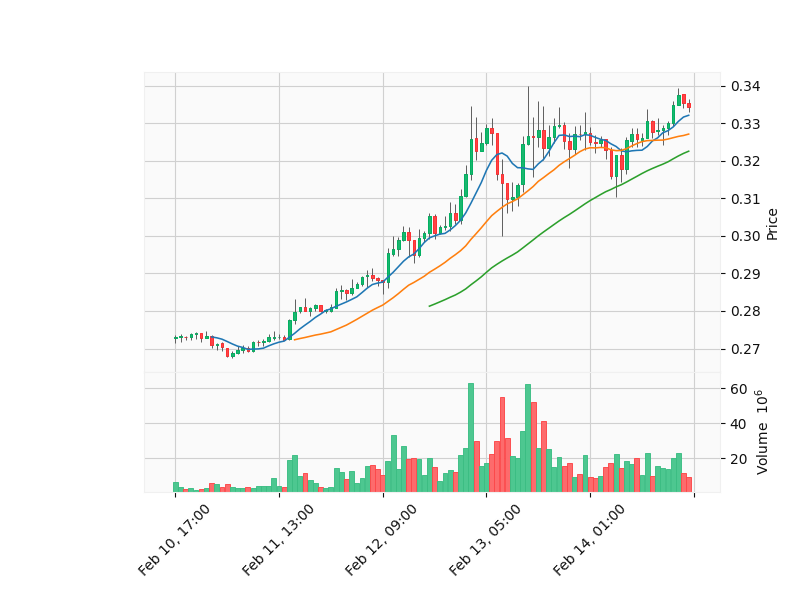 0.34
0.33
0.32
0.31
0.30
0.29
0.28
0.27
Price
60
40
20
Volume 10⁶
Feb 10, 17:00
Feb 11, 13:00
Feb 12, 09:00
Feb 13, 05:00
Feb 14, 01:00